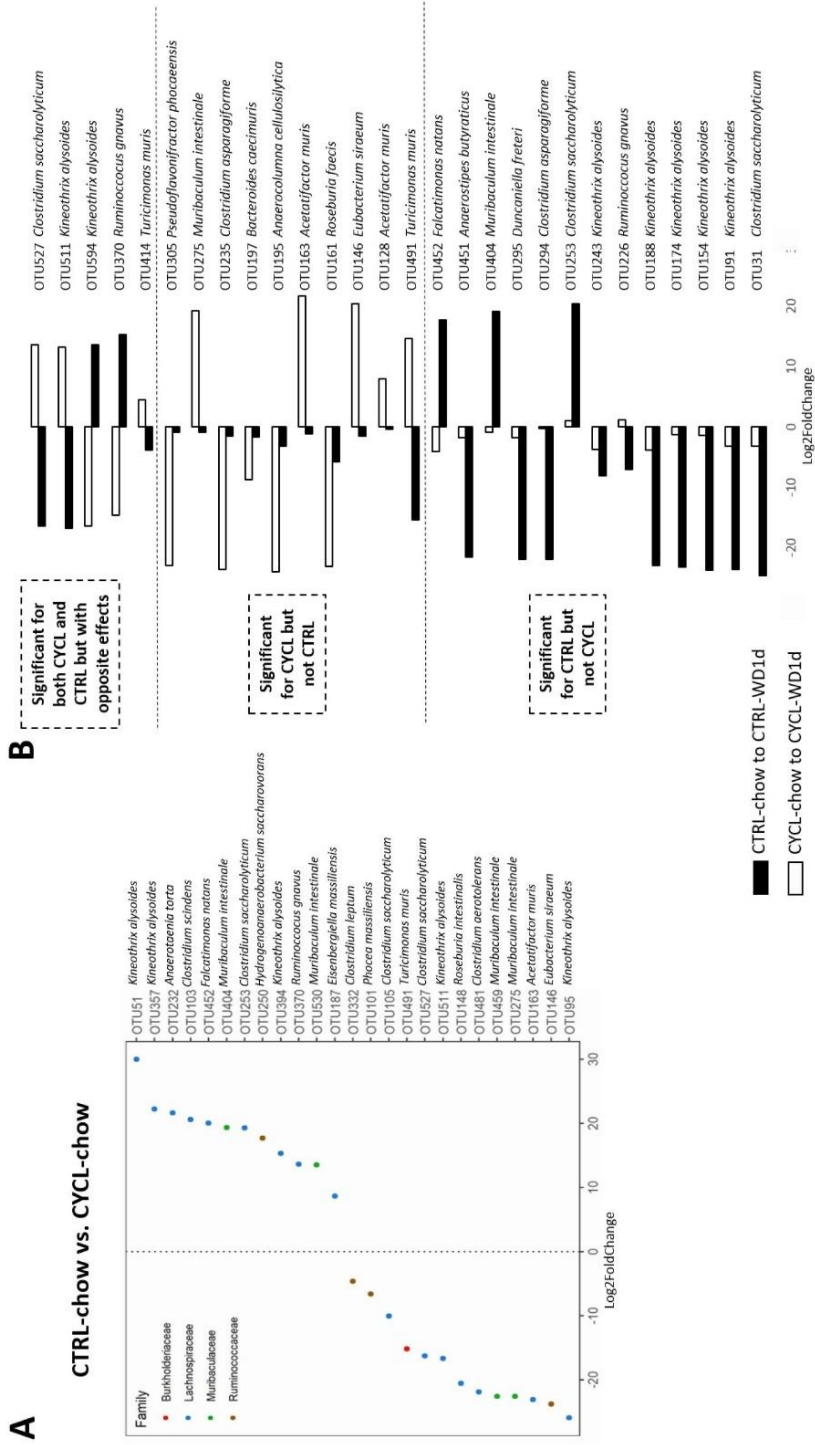 A
CTRL-chow vs. CYCL-chow
Family
Burkholderiaceae
Lachnospiraceae
Muribaculaceae
Ruminococcaceae
OTU51 Kineothrix alysoides
OTU357 Kineothrix alysoides
OTU232 Anaerotaenia torta
OTU103 Clostridium scindens
OTU452 Falcatimonas natans
OTU404 Muribaculum intestinale
OTU253 Clostridium saccharolyticum
OTU250 Hydrogenoanaerobacterium saccharovorans
OTU394 Kineothrix alysoides
OTU370 Ruminoccocus gnavus
OTU530 Muribaculum intestinale
OTU187 Eisenbergiella massiliensis
OTU332 Clostridium leptum
OTU101 Phocea massiliensis
OTU105 Clostridium saccharolyticum
OTU491 Turicimonas muris
OTU527 Clostridium saccharolyticum
OTU511 Kineothrix alysoides
OTU148 Roseburia intestinalis
OTU481 Clostridium aerotolerans
OTU459 Muribaculum intestinale
OTU275 Muribaculum intestinale
OTU163 Acetatifactor muris
OTU146 Eubacterium siraeum
OTU95 Kineothrix alysoides
-20 -10 0 10 20 30
Log2FoldChange
B
Significant for
both CYCL and
CTRL but with
opposite effects
OTU527 Clostridium saccharolyticum
OTU511 Kineothrix alysoides
OTU594 Kineothrix alysoides
OTU370 Ruminoccocus gnavus
OTU414 Turicimonas muris
Significant
for CYCL but
not CTRL
OTU305 Pseudoflavonifractor phocaeensis
OTU275 Muribaculum intestinale
OTU235 Clostridium asparagiforme
OTU197 Bacteroides caecimuris
OTU195 Anaerocolumna cellulosilytica
OTU163 Acetatifactor muris
OTU161 Roseburia faecis
OTU146 Eubacterium siraeum
OTU128 Acetatifactor muris
OTU491 Turicimonas muris
Significant
for CTRL but
not CYCL
OTU452 Falcatimonas natans
OTU451 Anaerostipes butyraticus
OTU404 Muribaculum intestinale
OTU295 Duncaniella freteri
OTU294 Clostridium asparagiforme
OTU253 Clostridium saccharolyticum
OTU243 Kineothrix alysoides
OTU226 Ruminoccocus gnavus
OTU188 Kineothrix alysoides
OTU174 Kineothrix alysoides
OTU154 Kineothrix alysoides
OTU91 Kineothrix alysoides
OTU31 Clostridium saccharolyticum
-20 -10 0 10 20
Log2FoldChange
CTRL-chow to CTRL-WD1d
CYCL-chow to CYCL-WD1d